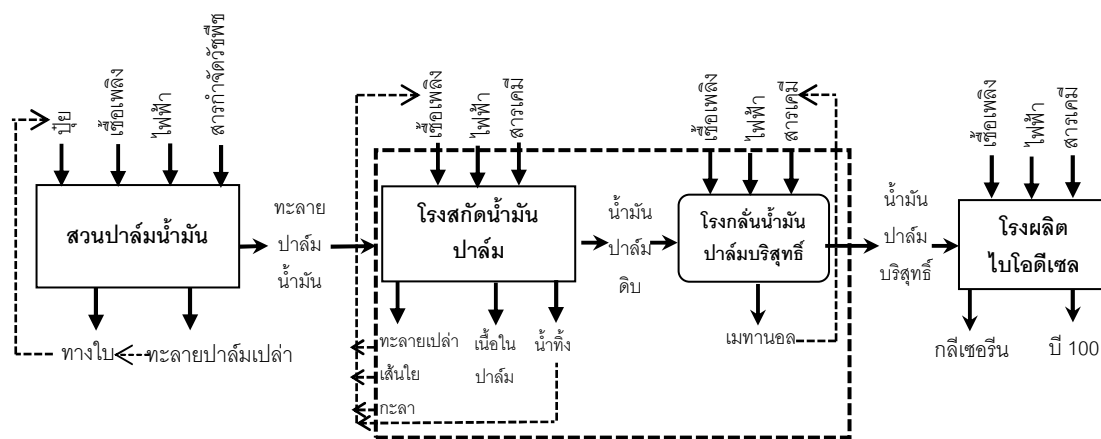 ปุ๋ย
เชื้อเพลิง
ไฟฟ้า
สารกำจัดวัชพืช
สวนปาล์มน้ำมัน
ทางใบ
ทะลายปาล์มเปล่า
ทะลาย
ปาล์ม
น้ำมัน
เชื้อเพลิง
ไฟฟ้า
สารเคมี
โรงสกัดน้ำมัน
ปาล์ม
ทะลายเปล่า
เส้นใย
กะลา
เนื้อใน
ปาล์ม
น้ำทิ้ง
น้ำมัน
ปาล์ม
ดิบ
เชื้อเพลิง
ไฟฟ้า
สารเคมี
โรงกลั่นน้ำมัน
ปาล์มบริสุทธิ์
เมทานอล
น้ำมัน
ปาล์ม
บริสุทธิ์
เชื้อเพลิง
ไฟฟ้า
สารเคมี
โรงผลิต
ไบโอดีเซล
กลีเซอรีน
บี 100